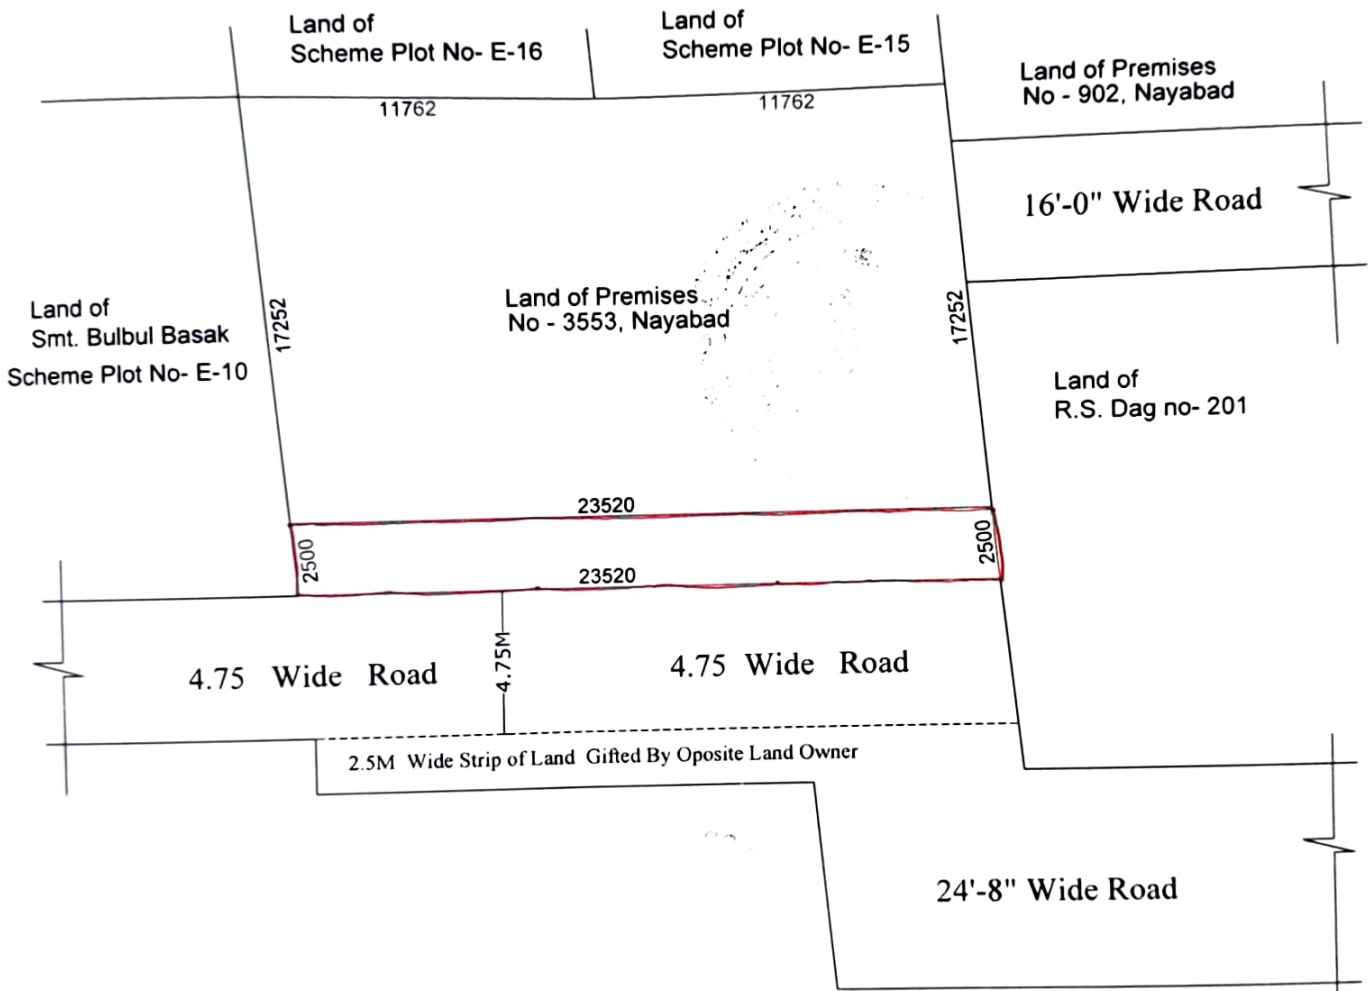 Land of
Scheme Plot No- E-16
Land of
Scheme Plot No- E-15
Land of Premises
No - 902, Nayabad
11762
11762
16'-0" Wide Road
Land of
Smt. Bulbul Basak
Scheme Plot No- E-10
17252
Land of Premises
No - 3553, Nayabad
17252
Land of
R.S. Dag no- 201
23520
2500
2500
23520
4.75 Wide Road
4.75M
4.75 Wide Road
2.5M Wide Strip of Land Gifted By Oposite Land Owner
24'-8" Wide Road